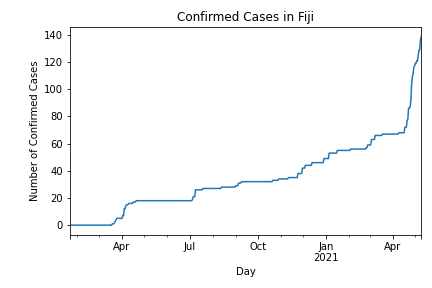 Confirmed Cases in Fiji
140
120
100
80
60
40
20
0
Number of Confirmed Cases
Apr
Jul
Oct
Jan
2021
Apr
Day